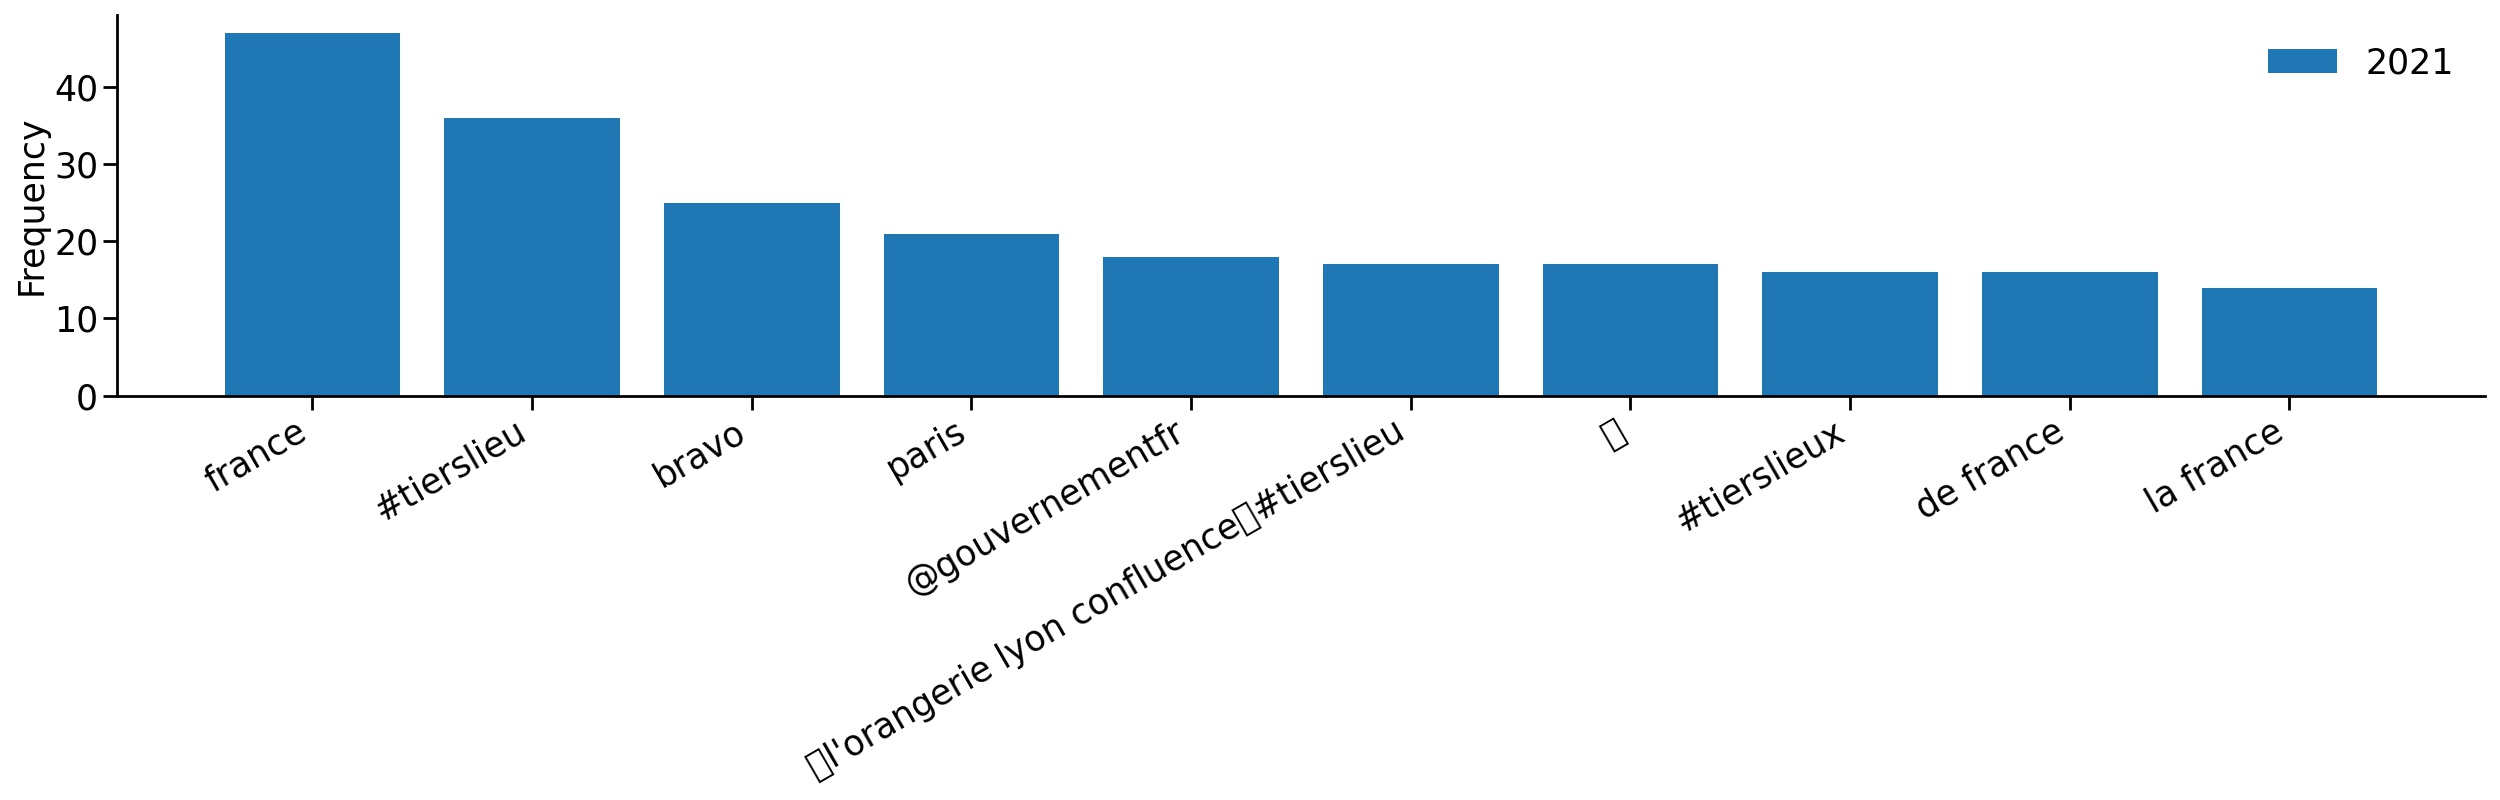 Frequency
40
30
20
10
0
2021
france
#tierslieu
bravo
paris
@gouvernementfr
▯l'orangerie lyon confluence▯#tierslieu
▯
#tierslieux
de france
la france